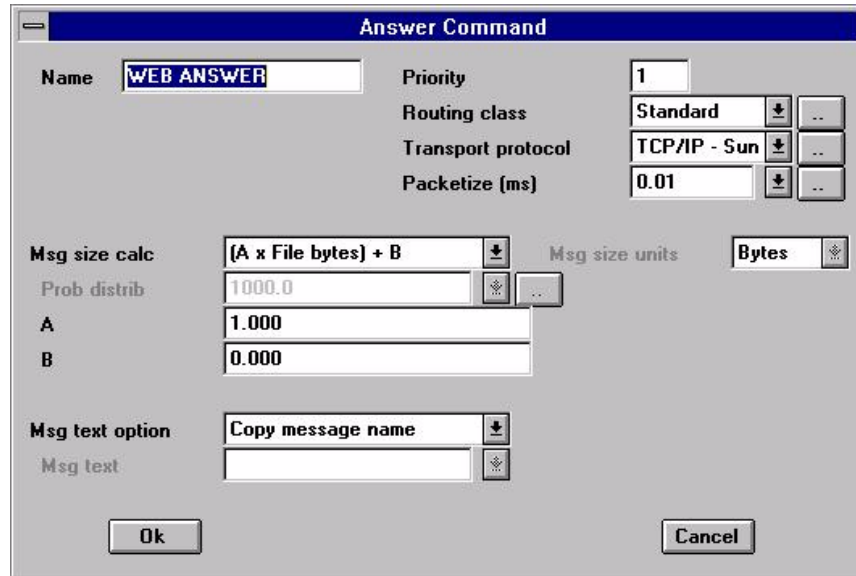 Answer Command
Name WEB ANSWER Priority 1
Routing class Standard ..
Transport protocol TCP/IP - Sun ..
Packetize (ms) 0.01 ..
Msg size calc (A x File bytes) + B Msg size units Bytes
Prob distrib 1000.0 ..
A 1.000
B 0.000
Msg text option Copy message name
Msg text
Ok Cancel